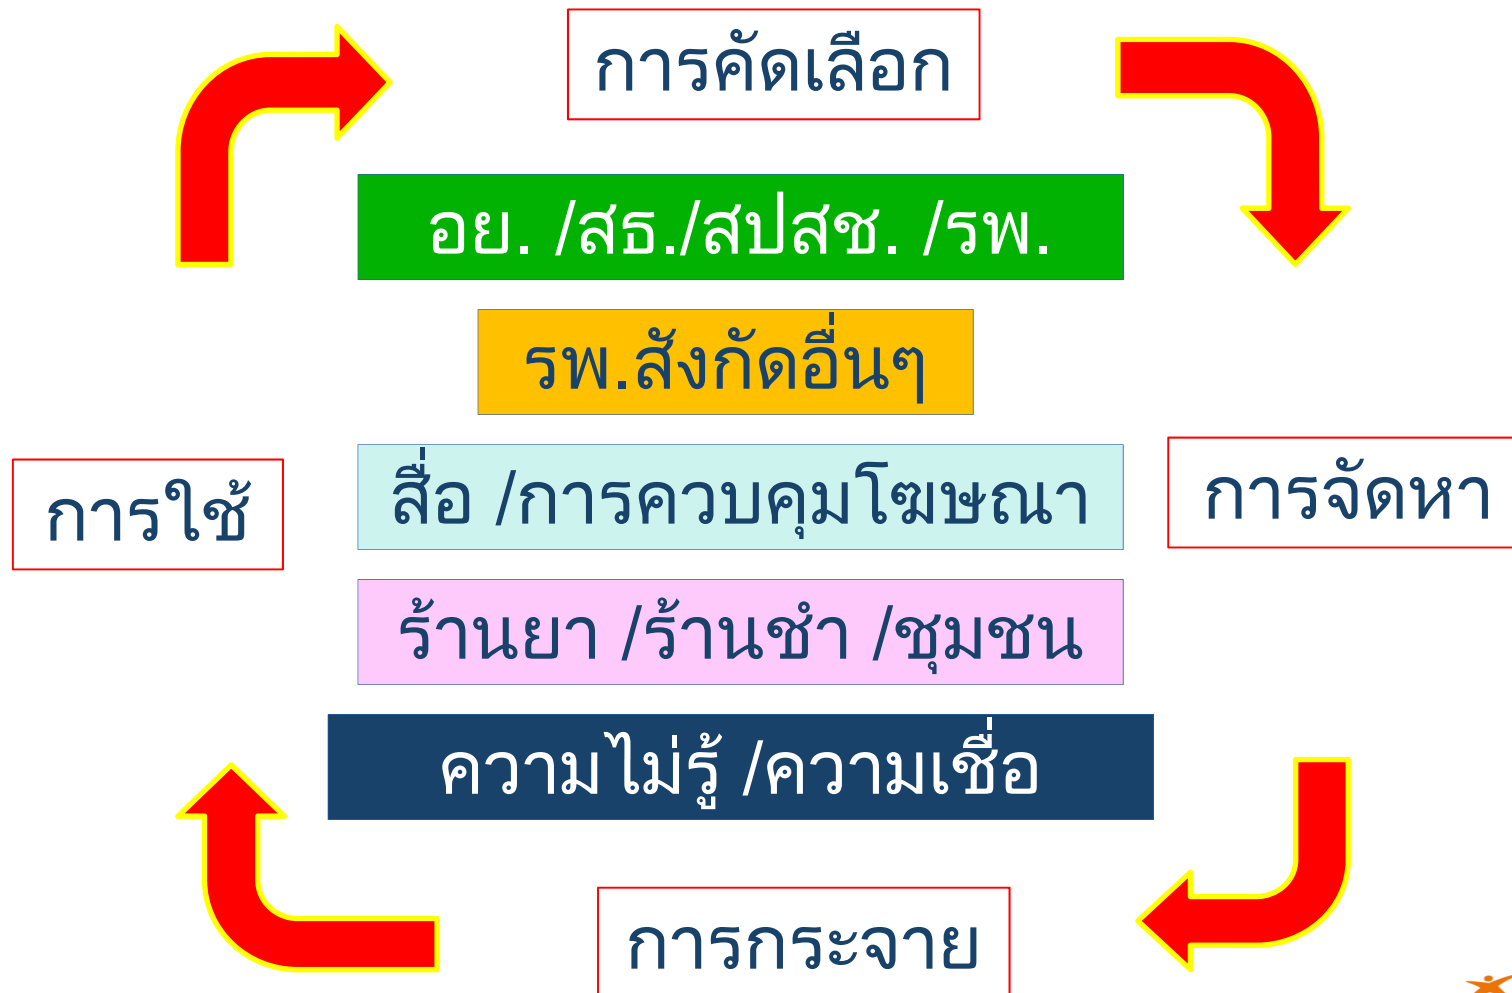 การคัดเลือก
อย. /สธ./สปสช. /รพ.
รพ.สังกัดอื่นๆ
การใช้
สื่อ /การควบคุมโฆษณา
การจัดหา
ร้านยา /ร้านชำ /ชุมชน
ความไม่รู้ /ความเชื่อ
การกระจาย